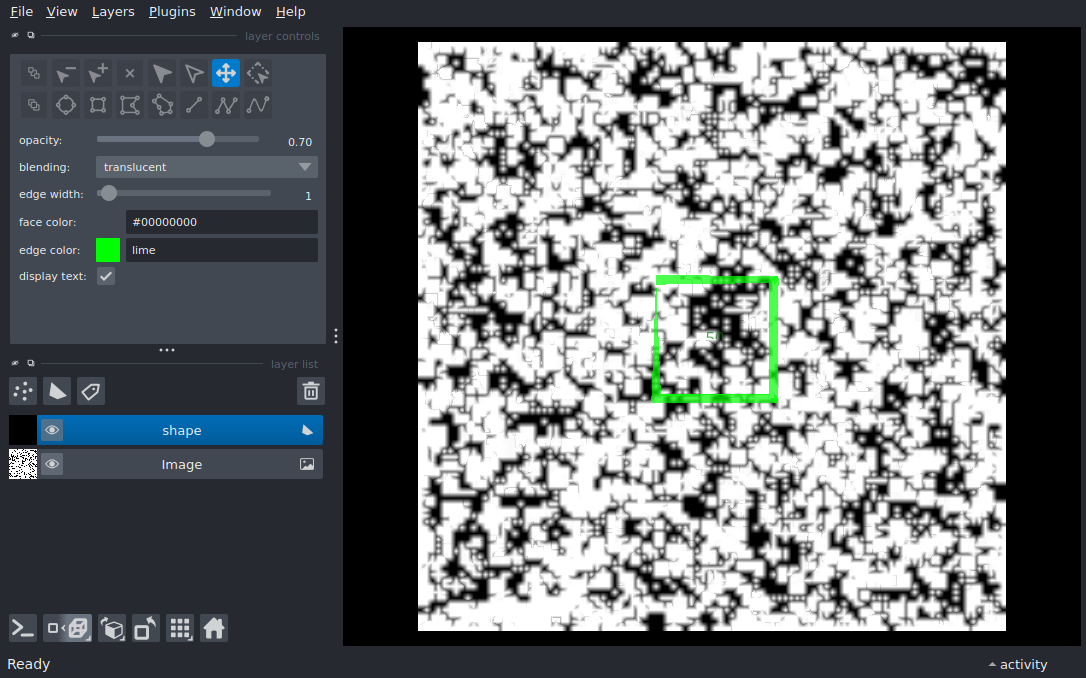 File View Layers Plugins Window Help
layer controls
opacity: 0.70
blending: translucent
edge width: 1
face color: #00000000
edge color: lime
display text:
layer list
shape
Image
Ready
activity